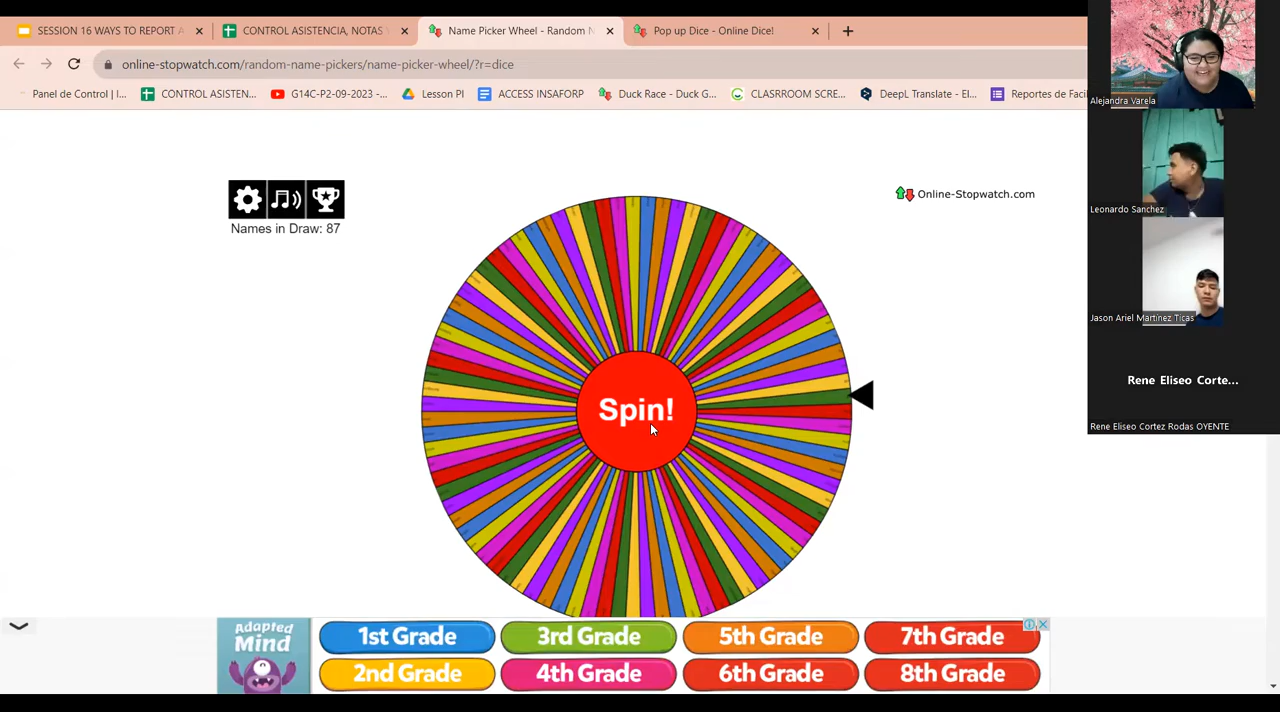 SESSION 16 WAYS TO REPORT A
CONTROL ASISTENCIA, NOTAS
Name Picker Wheel - Random N
Pop up Dice - Online Dice!
online-stopwatch.com/random-name-pickers/name-picker-wheel/?r=dice
Panel de Control | I...
CONTROL ASISTEN...
G14C-P2-09-2023 -...
Lesson Pl
ACCESS INSAFORP
Duck Race - Duck G...
CLASRROOM SCRE...
DeepL Translate - El...
Reportes de Facil
Names in Draw: 87
Online-Stopwatch.com
Spin!
Alejandra Varela
Leonardo Sanchez
Jason Ariel Martinez Ticas
Rene Eliseo Corte...
Rene Eliseo Cortez Rodas OYENTE
Adapted
Mind
1st Grade
3rd Grade
5th Grade
7th Grade
2nd Grade
4th Grade
6th Grade
8th Grade